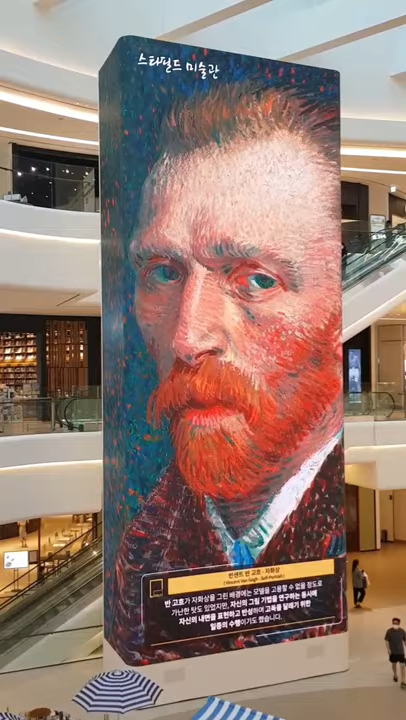 스타필드 미술관
빈센트 반 고흐 - 자화상
( Vincent Van Gogh - Self-Portrait )
반 고흐가 자화상을 그린 배경에는 모델을 고용할 수 없을 정도로
가난한 탓도 있었지만, 자신의 그림 기법을 연구하는 동시에
자신의 내면을 표현하고 반성하며 고독을 달래기 위한
일종의 수행이기도 했습니다.